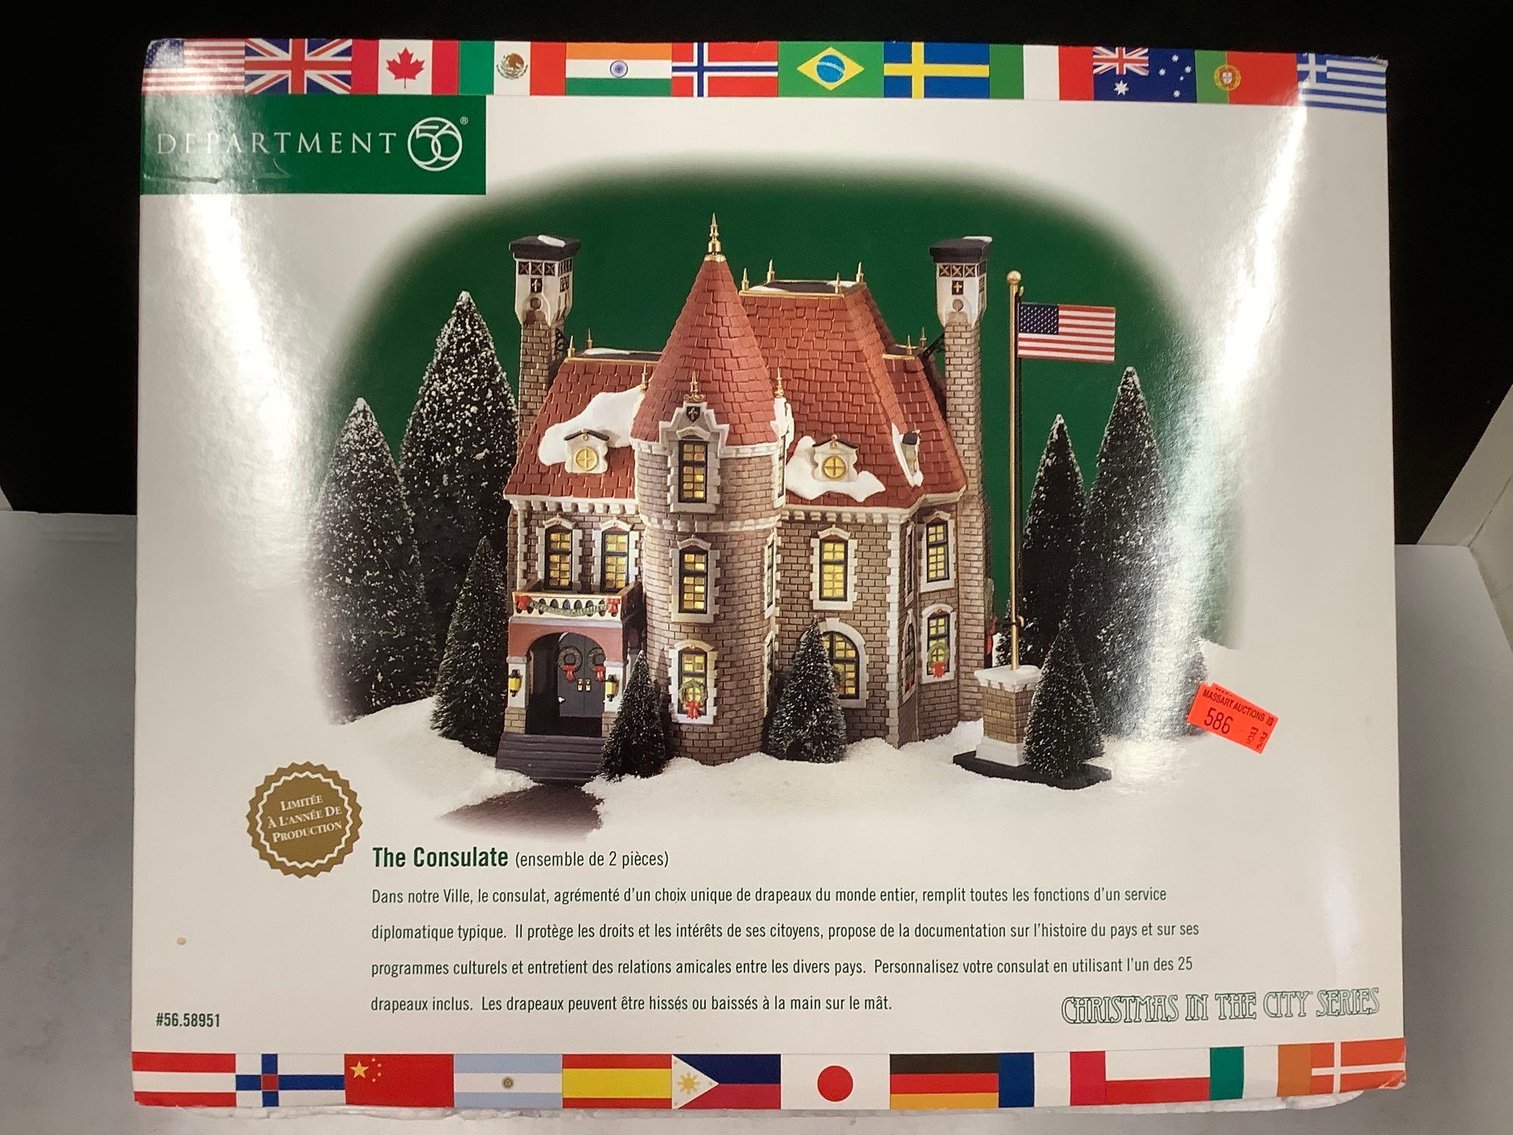 DEPARTMENT 56®
MASSARTAUCTIONS
586
LIMITÉE
À L'ANNÉE DE
PRODUCTION
The Consulate (ensemble de 2 pièces)
Dans notre Ville, le consulat, agrémenté d'un choix unique de drapeaux du monde entier, remplit toutes les fonctions d'un service
diplomatique typique. Il protège les droits et les intérêts de ses citoyens, propose de la documentation sur l'histoire du pays et sur ses
programmes culturels et entretient des relations amicales entre les divers pays. Personnalisez votre consulat en utilisant l'un des 25
drapeaux inclus. Les drapeaux peuvent être hissés ou baissés à la main sur le mât.
#56.58951
CHRISTMAS IN THE CITY SERIES